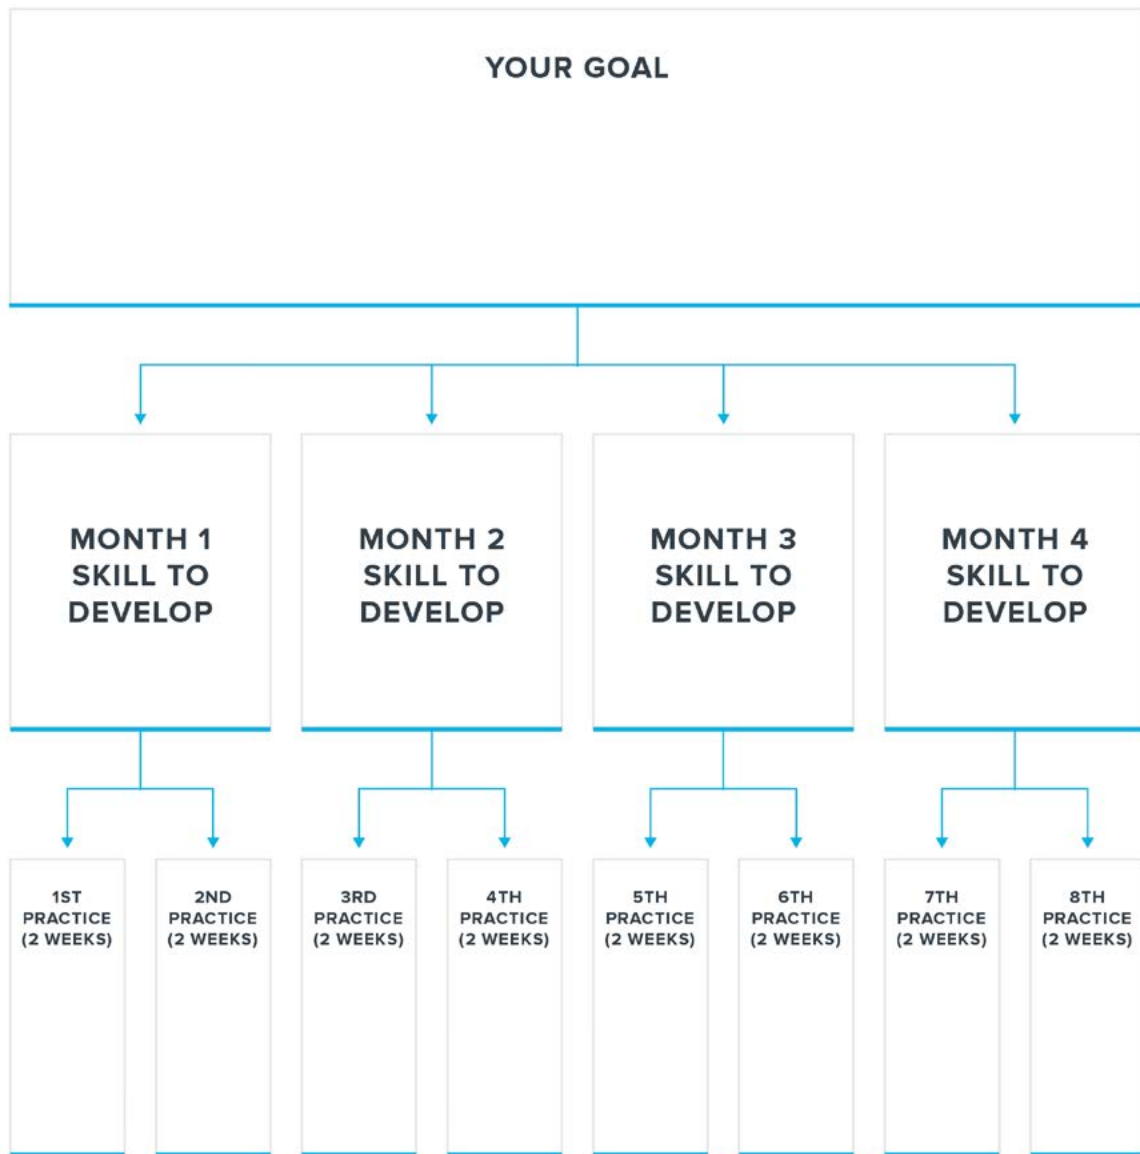 YOUR GOAL
MONTH 1
SKILL TO
DEVELOP
MONTH 2
SKILL TO
DEVELOP
MONTH 3
SKILL TO
DEVELOP
MONTH 4
SKILL TO
DEVELOP
1ST
PRACTICE
(2 WEEKS)
2ND
PRACTICE
(2 WEEKS)
3RD
PRACTICE
(2 WEEKS)
4TH
PRACTICE
(2 WEEKS)
5TH
PRACTICE
(2 WEEKS)
6TH
PRACTICE
(2 WEEKS)
7TH
PRACTICE
(2 WEEKS)
8TH
PRACTICE
(2 WEEKS)